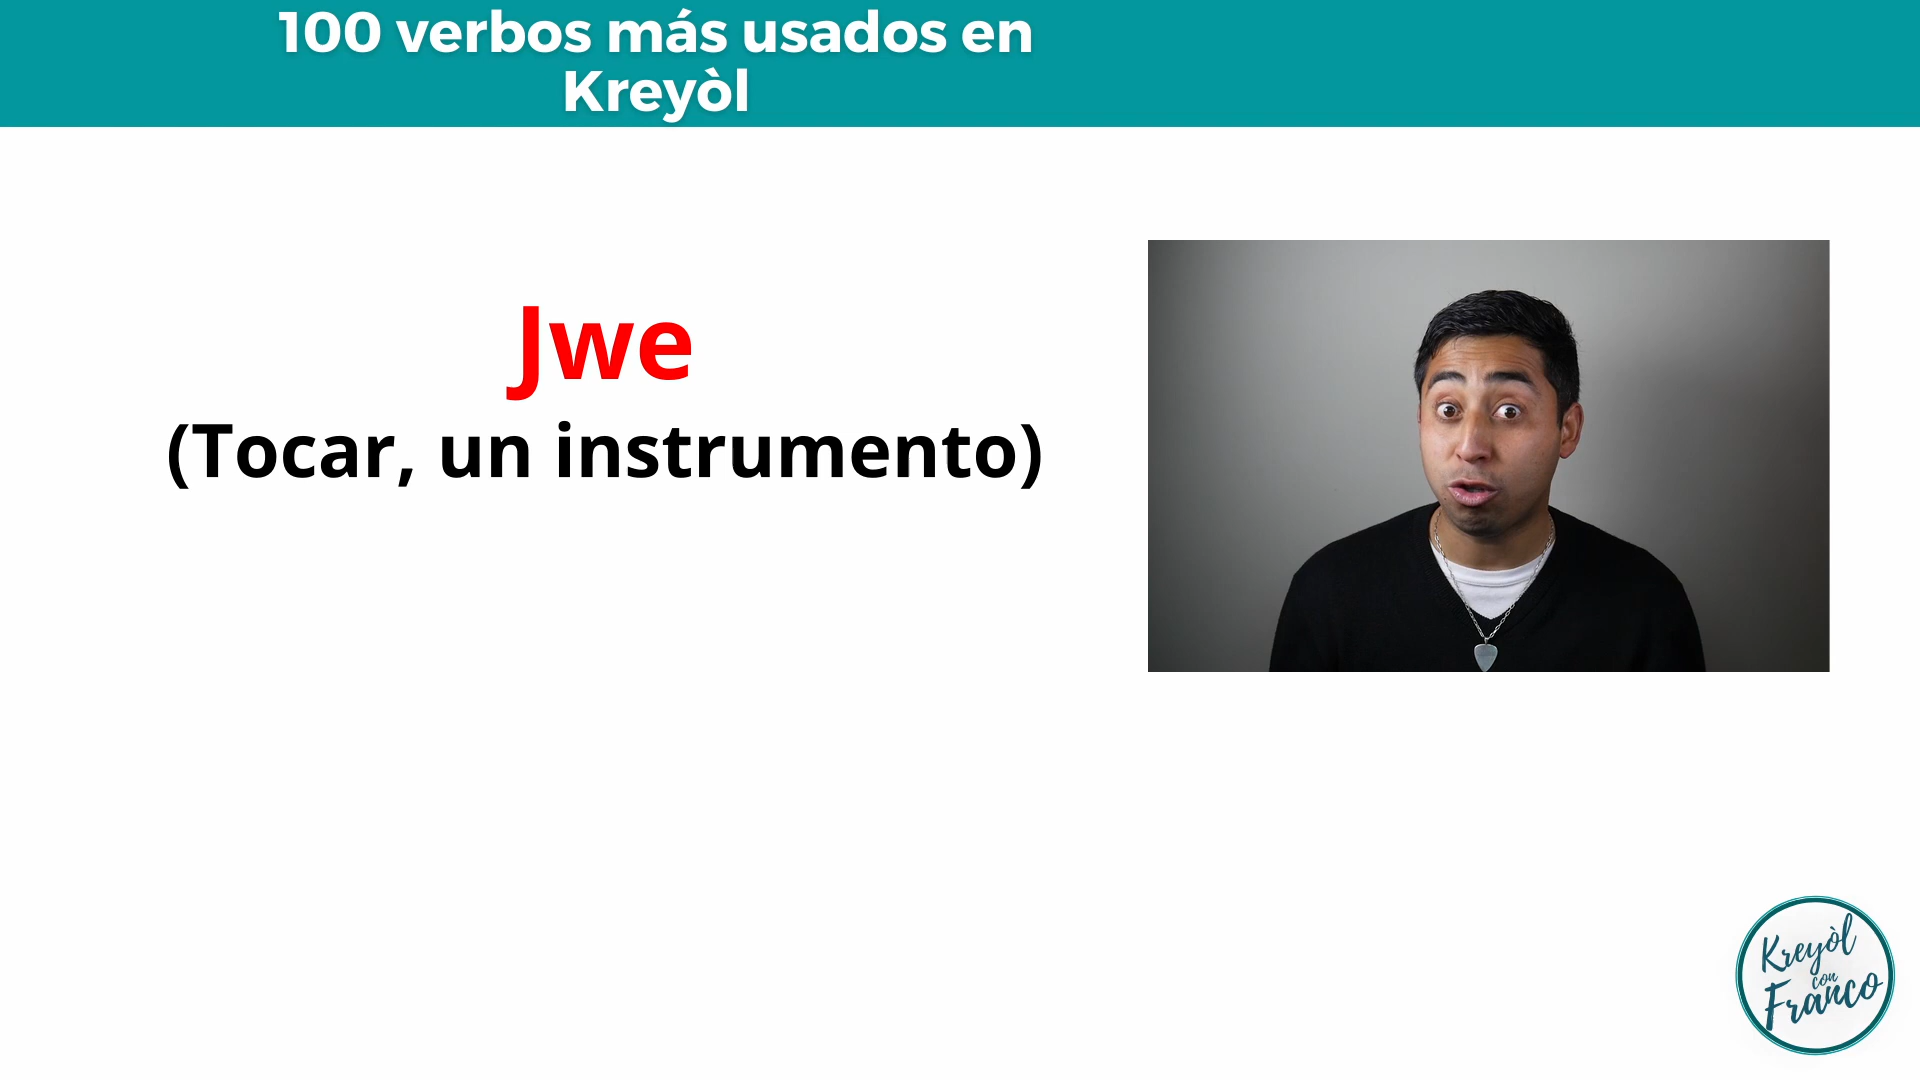 100 verbos más usados en
Kreyòl
Jwe
(Tocar, un instrumento)
Kreyòl
con
Franco